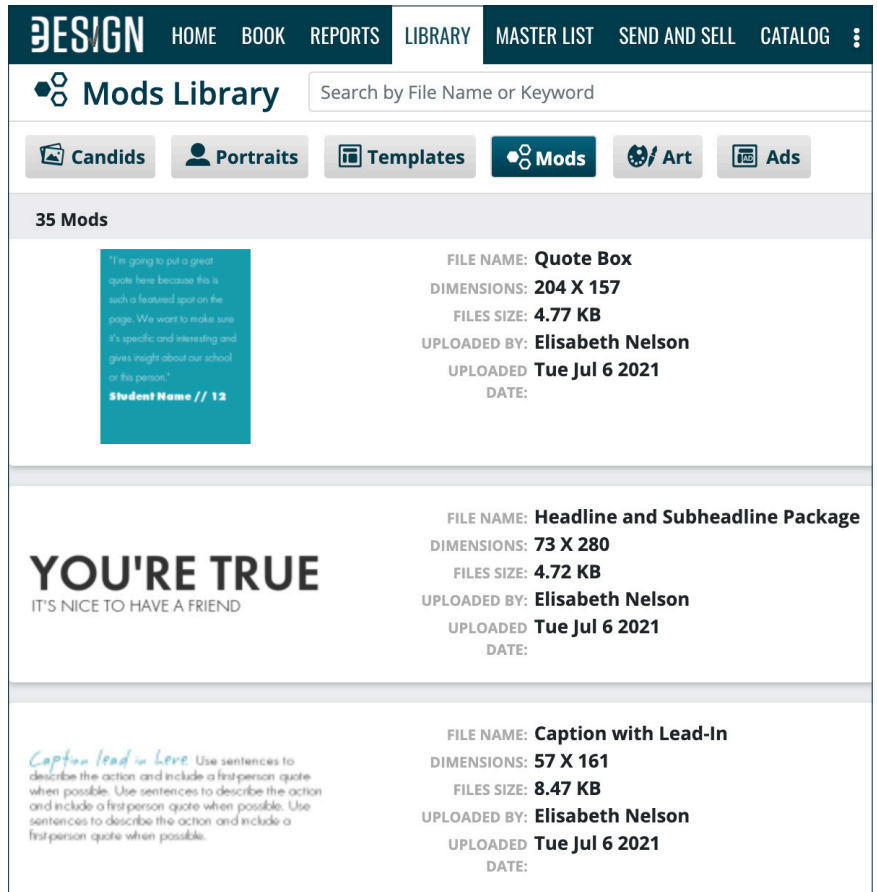 DESIGN HOME BOOK REPORTS LIBRARY MASTER LIST SEND AND SELL CATALOG
Mods Library Search by File Name or Keyword
Candids Portraits Templates Mods Art AD Ads
35 Mods
"I'm going to put a great
quote here because this is
such a featured spot on the
page. We want to make sure
it's specific and interesting and
gives insight about our school
or this person."
Student Name // 12
FILE NAME: Quote Box
DIMENSIONS: 204 X 157
FILES SIZE: 4.77 KB
UPLOADED BY: Elisabeth Nelson
UPLOADED Tue Jul 6 2021
DATE:
YOU'RE TRUE
IT'S NICE TO HAVE A FRIEND
FILE NAME: Headline and Subheadline Package
DIMENSIONS: 73 X 280
FILES SIZE: 4.72 KB
UPLOADED BY: Elisabeth Nelson
UPLOADED Tue Jul 6 2021
DATE:
Caption lead in here Use sentences to
describe the action and include a first-person quote
when possible. Use sentences to describe the action
and include a first-person quote when possible. Use
sentences to describe the action and include a
first-person quote when possible.
FILE NAME: Caption with Lead-In
DIMENSIONS: 57 X 161
FILES SIZE: 8.47 KB
UPLOADED BY: Elisabeth Nelson
UPLOADED Tue Jul 6 2021
DATE: